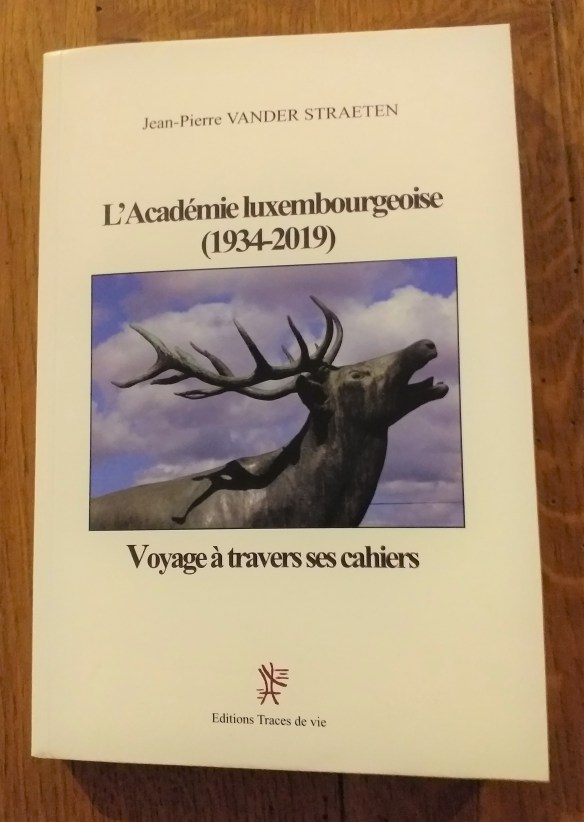 Jean-Pierre VANDER STRAETEN
L'Académie luxembourgeoise
(1934-2019)
Voyage à travers ses cahiers
Editions Traces de vie